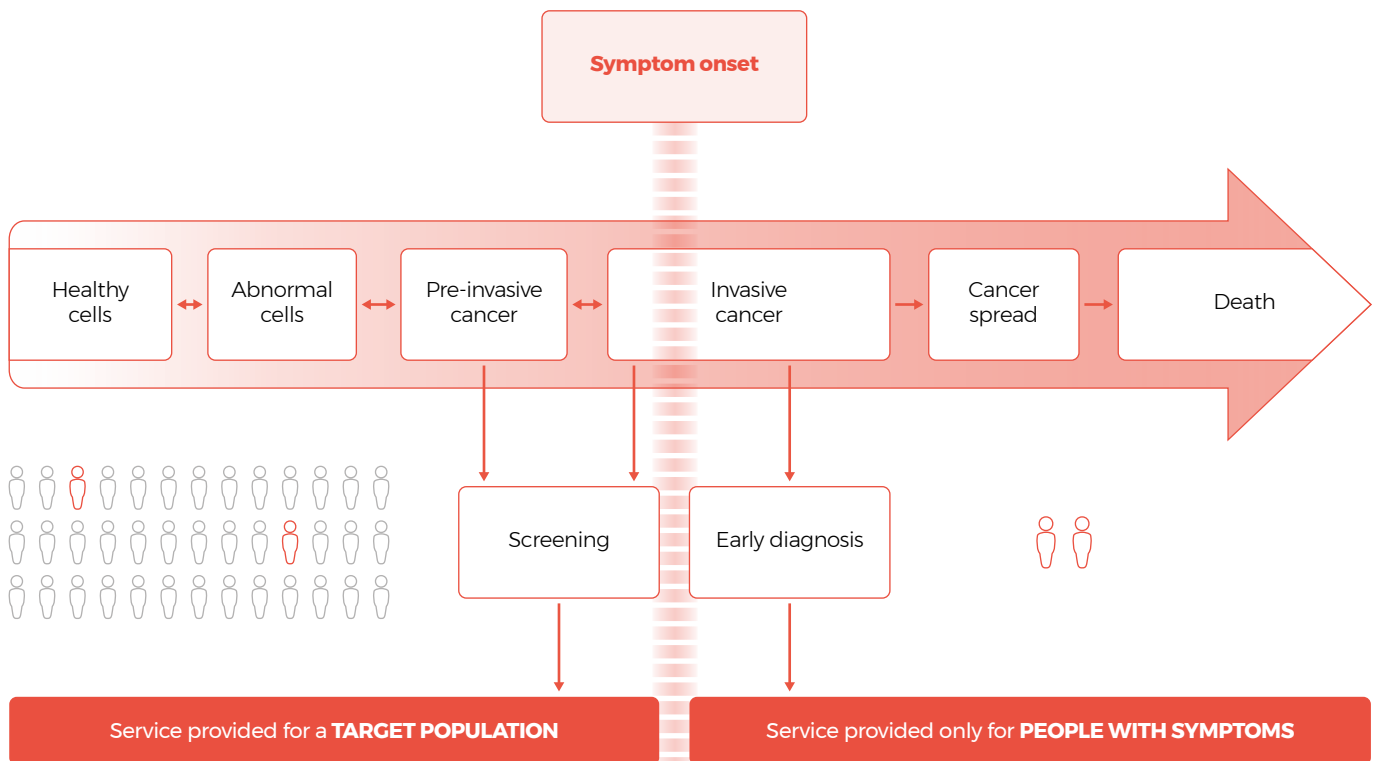 Symptom onset
Healthy
cells
Abnormal
cells
Pre-invasive
cancer
Invasive
cancer
Cancer
spread
Death
Screening
Early diagnosis
Service provided for a TARGET POPULATION
Service provided only for PEOPLE WITH SYMPTOMS